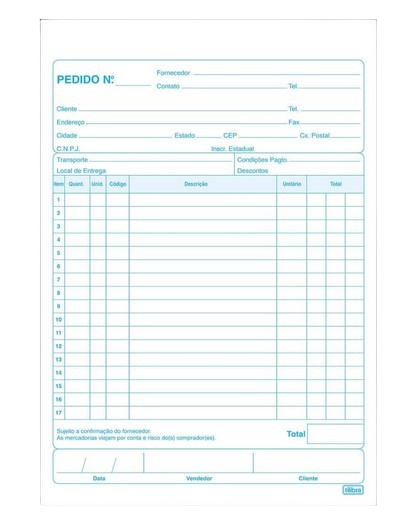 PEDIDO Nº
Fornecedor
Contato Tel
Cliente Tel.
Endereço Fax
Cidade Estado CEP Cx. Postal
C.N.P.J. Inscr. Estadual
Transporte Condições Pagto.
Local de Entrega Descontos
Item Quant. Unid. Código Descrição Unitário Total
1
2
3
4
5
6
7
8
9
10
11
12
13
14
15
16
17
Sujeito a confirmação do fornecedor.
As mercadorias viajam por conta e risco do(s) comprador(es).
Total
/ /
Data Vendedor Cliente
tilibra